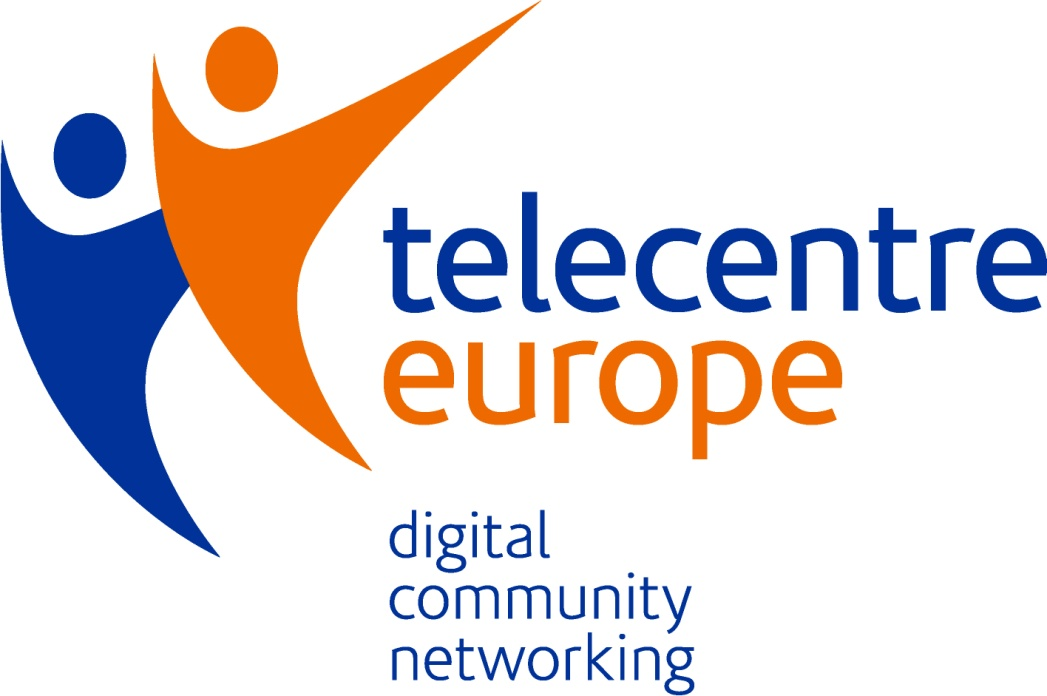 telecentre
europe
digital
community
networking